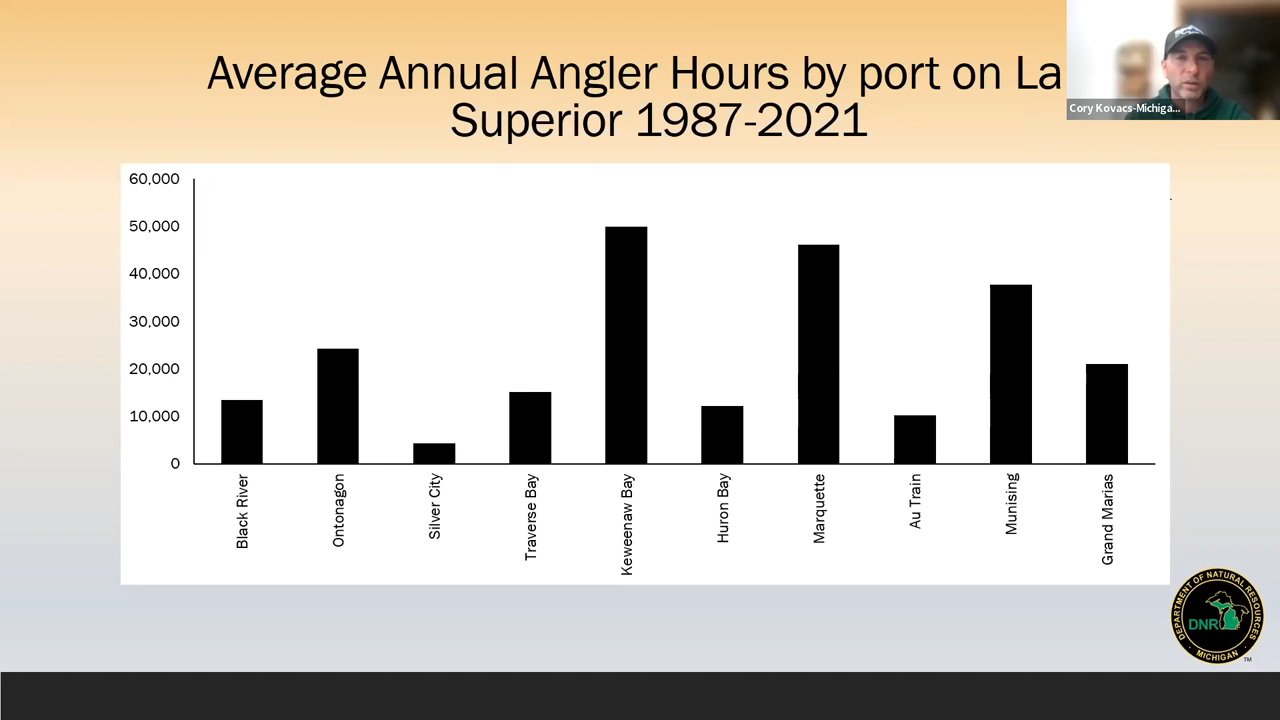 Average Annual Angler Hours by port on La
Superior 1987-2021
Cory Kovacs-Michiga...
60,000
50,000
40,000
30,000
20,000
10,000
0
Black River
Ontonagon
Silver City
Traverse Bay
Keweenaw Bay
Huron Bay
Marquette
Au Train
Munising
Grand Marias
DEPARTMENT OF NATURAL RESOURCES
DNR
MICHIGAN
TM